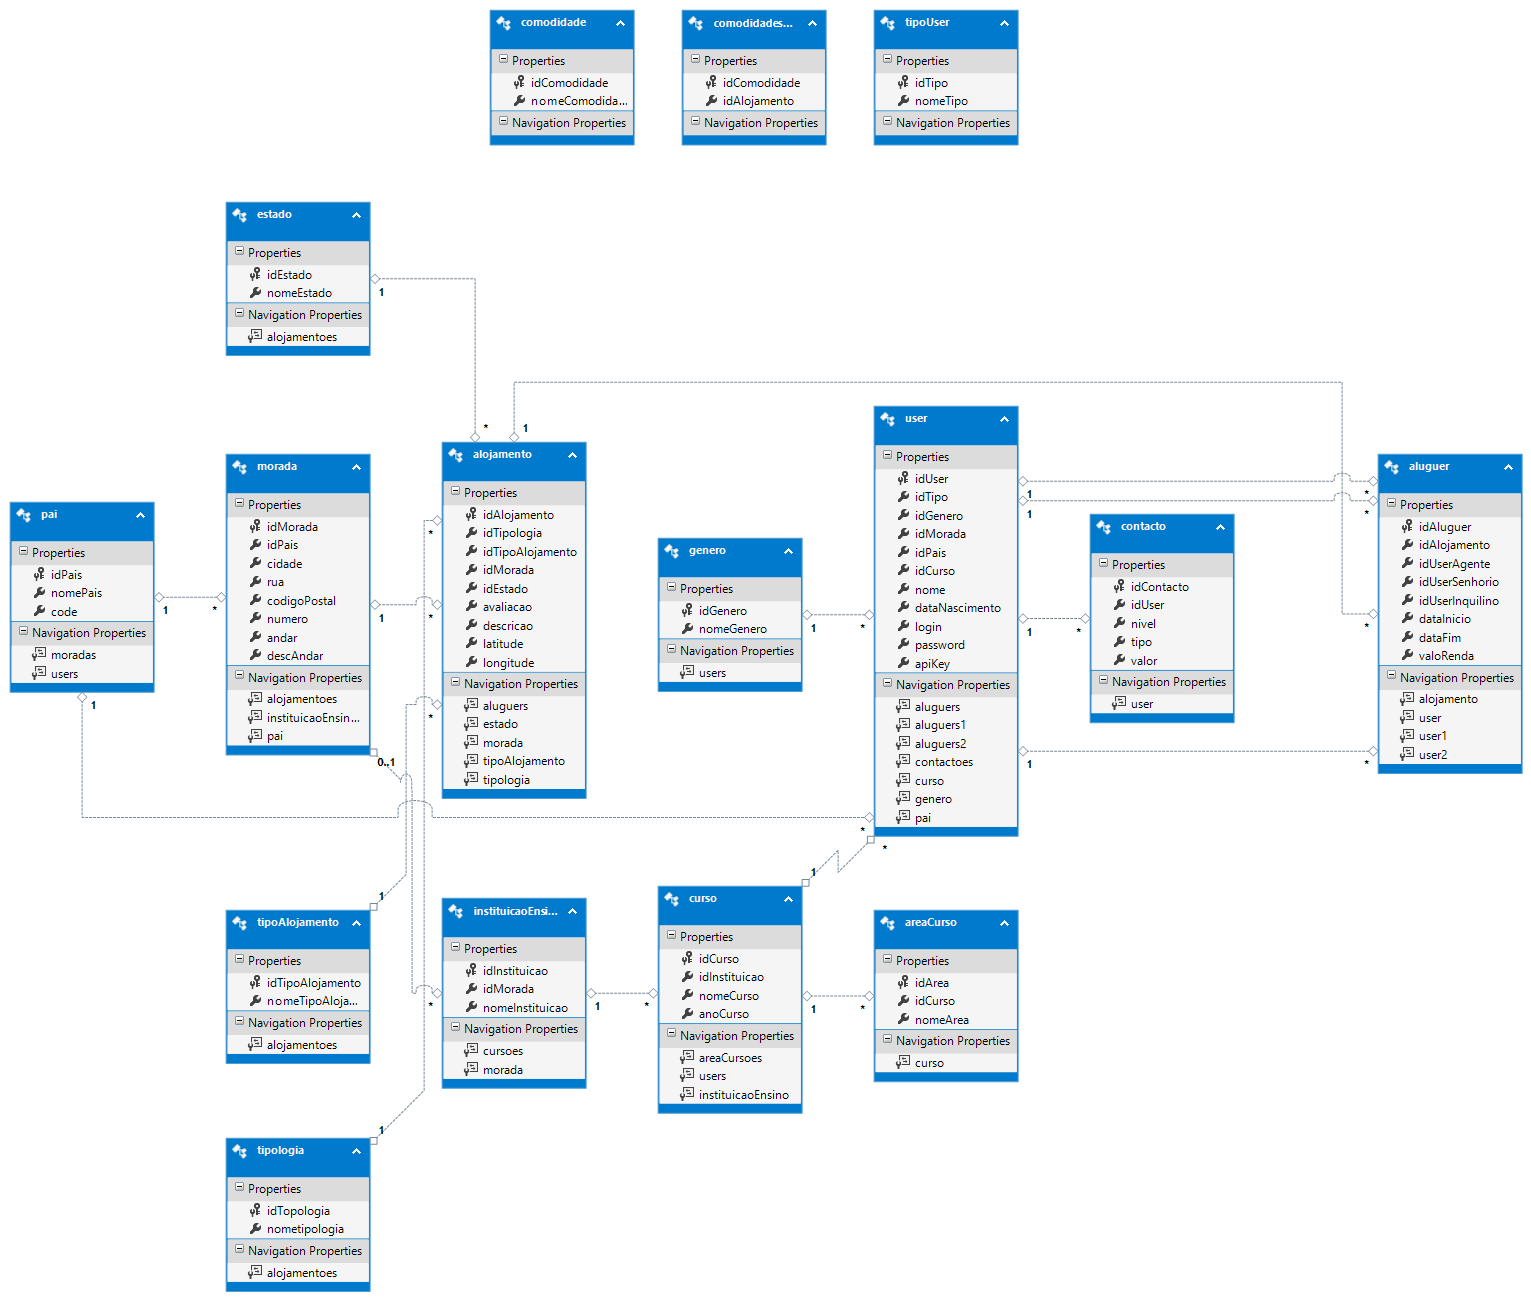 comodidade
Properties
idComodidade
nomeComodida...
Navigation Properties
comodidades...
Properties
idComodidade
idAlojamento
Navigation Properties
tipoUser
Properties
idTipo
nomeTipo
Navigation Properties
estado
Properties
idEstado
nomeEstado
Navigation Properties
alojamentoes
1
*
1
morada
Properties
idMorada
idPais
cidade
rua
codigoPostal
numero
andar
descAndar
Navigation Properties
alojamentoes
instituicaoEnsin...
pai
1
0..1
pai
Properties
idPais
nomePais
code
Navigation Properties
moradas
users
1
*
1
alojamento
Properties
idAlojamento
idTipologia
idTipoAlojamento
idMorada
idEstado
avaliacao
descricao
latitude
longitude
Navigation Properties
aluguers
estado
morada
tipoAlojamento
tipologia
*
*
*
genero
Properties
idGenero
nomeGenero
Navigation Properties
users
1
*
user
Properties
idUser
idTipo
idGenero
idMorada
idPais
idCurso
nome
dataNascimento
login
password
apiKey
Navigation Properties
aluguers
aluguers1
aluguers2
contactoes
curso
genero
pai
1
1
1
1
*
*
contacto
Properties
idContacto
idUser
nivel
tipo
valor
Navigation Properties
user
*
aluguer
Properties
idAluguer
idAlojamento
idUserAgente
idUserSenhorio
idUserInquilino
dataInicio
dataFim
valoRenda
Navigation Properties
alojamento
user
user1
user2
*
*
*
*
tipoAlojamento
Properties
idTipoAlojamento
nomeTipoAloja...
Navigation Properties
alojamentoes
1
instituicaoEnsi...
Properties
idInstituicao
idMorada
nomeInstituicao
Navigation Properties
cursoes
morada
*
1
*
curso
Properties
idCurso
idInstituicao
nomeCurso
anoCurso
Navigation Properties
areaCursoes
users
instituicaoEnsino
1
1
*
areaCurso
Properties
idArea
idCurso
nomeArea
Navigation Properties
curso
tipologia
Properties
idTopologia
nometipologia
Navigation Properties
alojamentoes
1